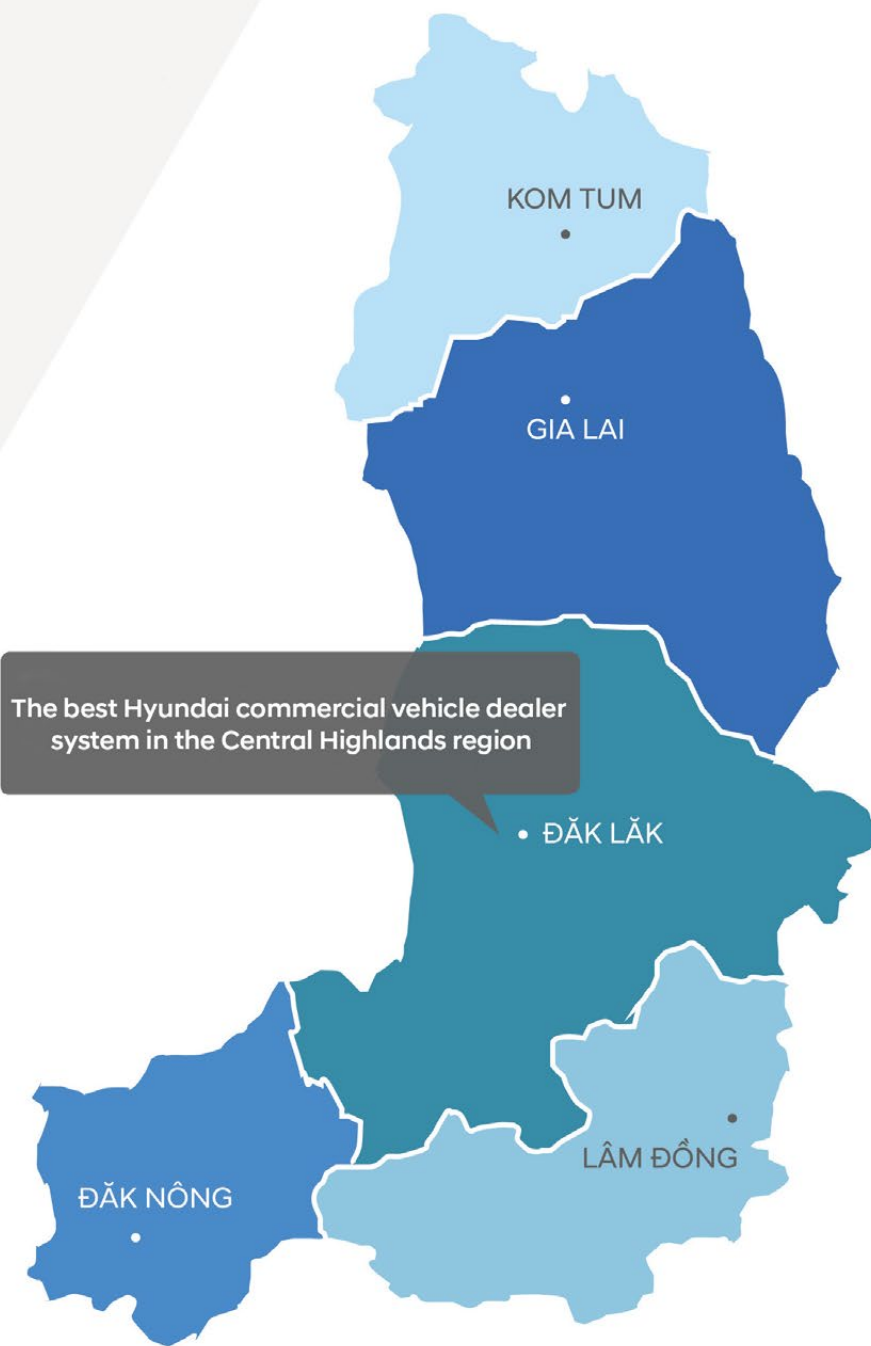 KOM TUM
GIA LAI
The best Hyundai commercial vehicle dealer
system in the Central Highlands region
ĐĂK LĂK
LÂM ĐỒNG
ĐĂK NÔNG